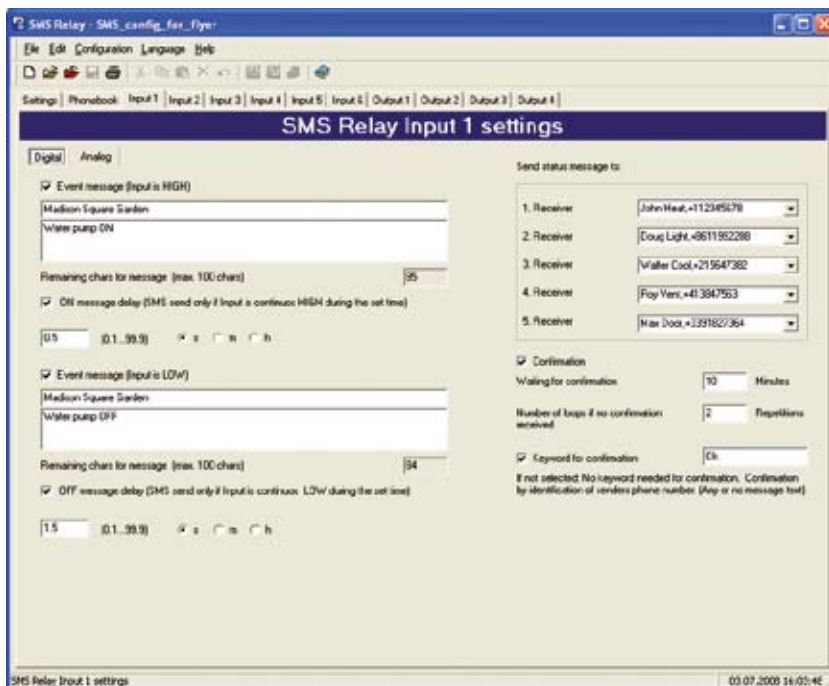 SMS Relay - SMS_config_for_flyer
File Edit Configuration Language Help
Settings Phonebook Input 1 Input 2 Input 3 Input 4 Input 5 Input 6 Output 1 Output 2 Output 3 Output 4
SMS Relay Input 1 settings
Digital Analog
Event message (Input is HIGH)
Madison Square Garden
Water pump ON
Remaining chars for message (max. 100 chars)
ON message delay (SMS send only if Input is continuos HIGH during the set time)
0.5 (0.1...99.9) s m h
Event message (Input is LOW)
Madison Square Garden
Water pump OFF
Remaining chars for message (max. 100 chars)
OFF message delay (SMS send only if Input is continuos LOW during the set time)
1.5 (0.1...99.9) s m h
Send status message to:
1. Receiver John Heat,+112345678
2. Receiver Doug Light,+8611952288
3. Receiver Walter Cool,+215647382
4. Receiver Roy Vent,+413847563
5. Receiver Max Door,+3391827364
Confirmation
Waiting for confirmation 10 Minutes
Number of loops if no confirmation received 2 Repetitions
Keyword for confirmation Ok
If not selected: No keyword needed for confirmation. Confirmation
by identification of senders phone number. (Any or no message text)
SMS Relay Input 1 settings
03.07.2008 16:03:46